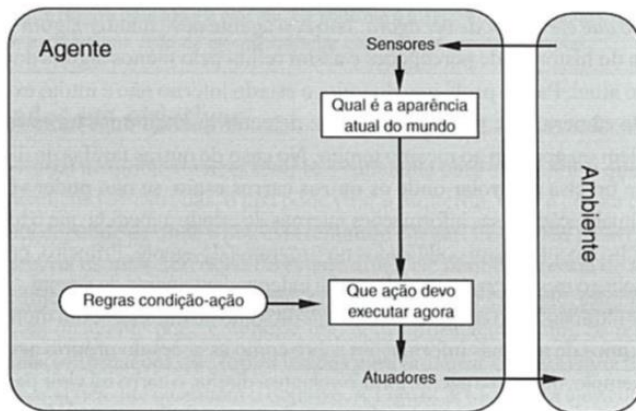 Agente
Sensores
Qual é a aparência
atual do mundo
Ambiente
Regras condição-ação
Que ação devo
executar agora
Atuadores